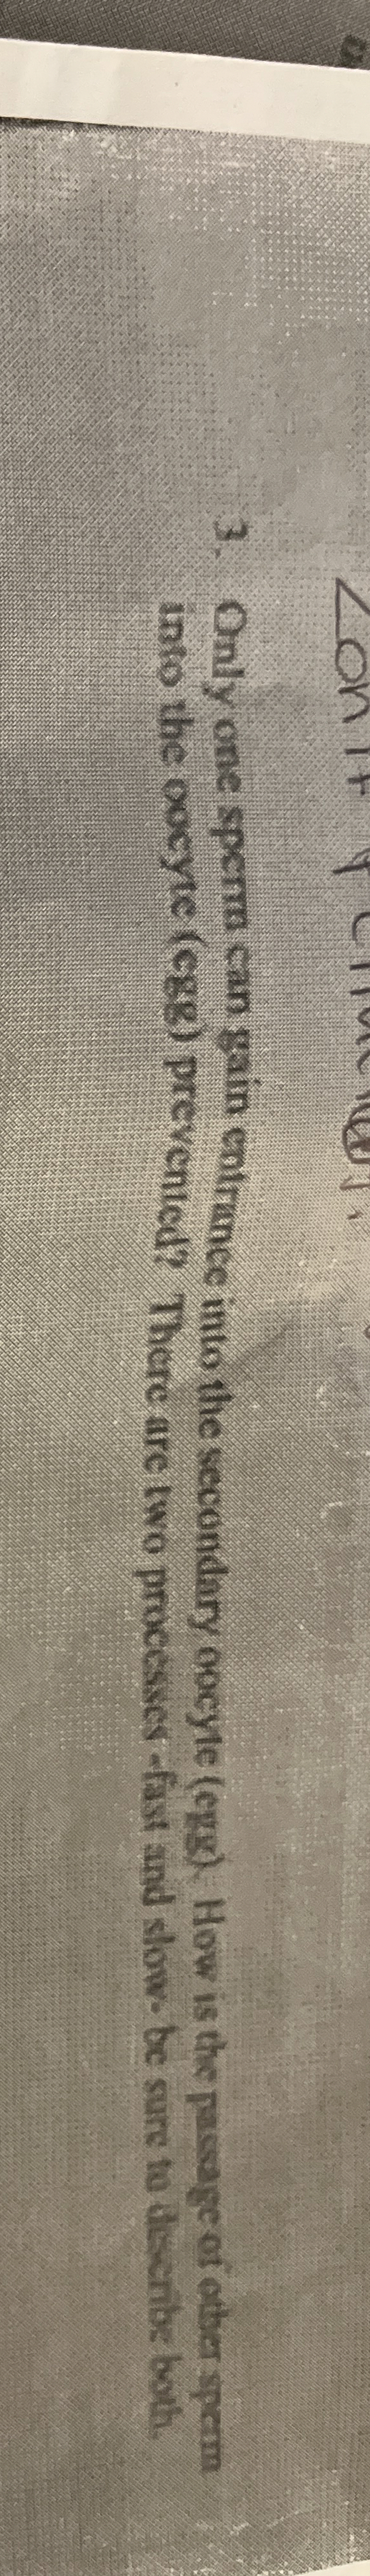 3. Only one sperm can gain entrance into the secondary oocyte (egg). How is the passage of other sperm
into the oocyte (egg) prevented? There are two processes -fast and slow- be sure to describe both.